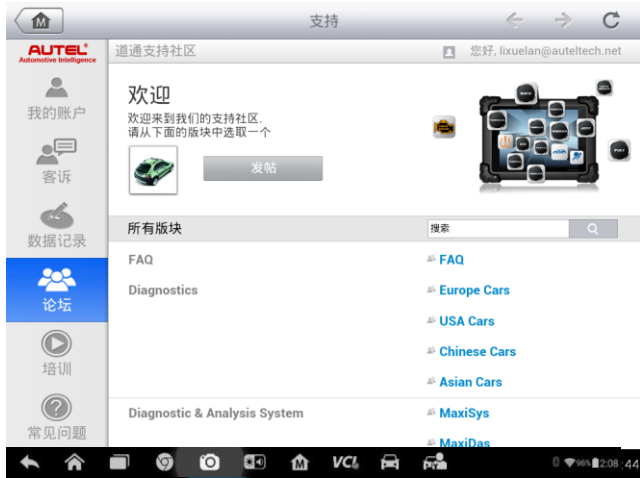 支持
AUTEL
Automotive Intelligence
道通支持社区
您好, lixuelan@auteltech.net
我的账户
客诉
数据记录
论坛
培训
常见问题
欢迎
欢迎来到我们的支持社区.
请从下面的版块中选取一个
发帖
所有版块
搜索
FAQ
FAQ
Diagnostics
Europe Cars
USA Cars
Chinese Cars
Asian Cars
Diagnostic & Analysis System
MaxiSys
MaxiDas
VCI
96%
2:08 :44